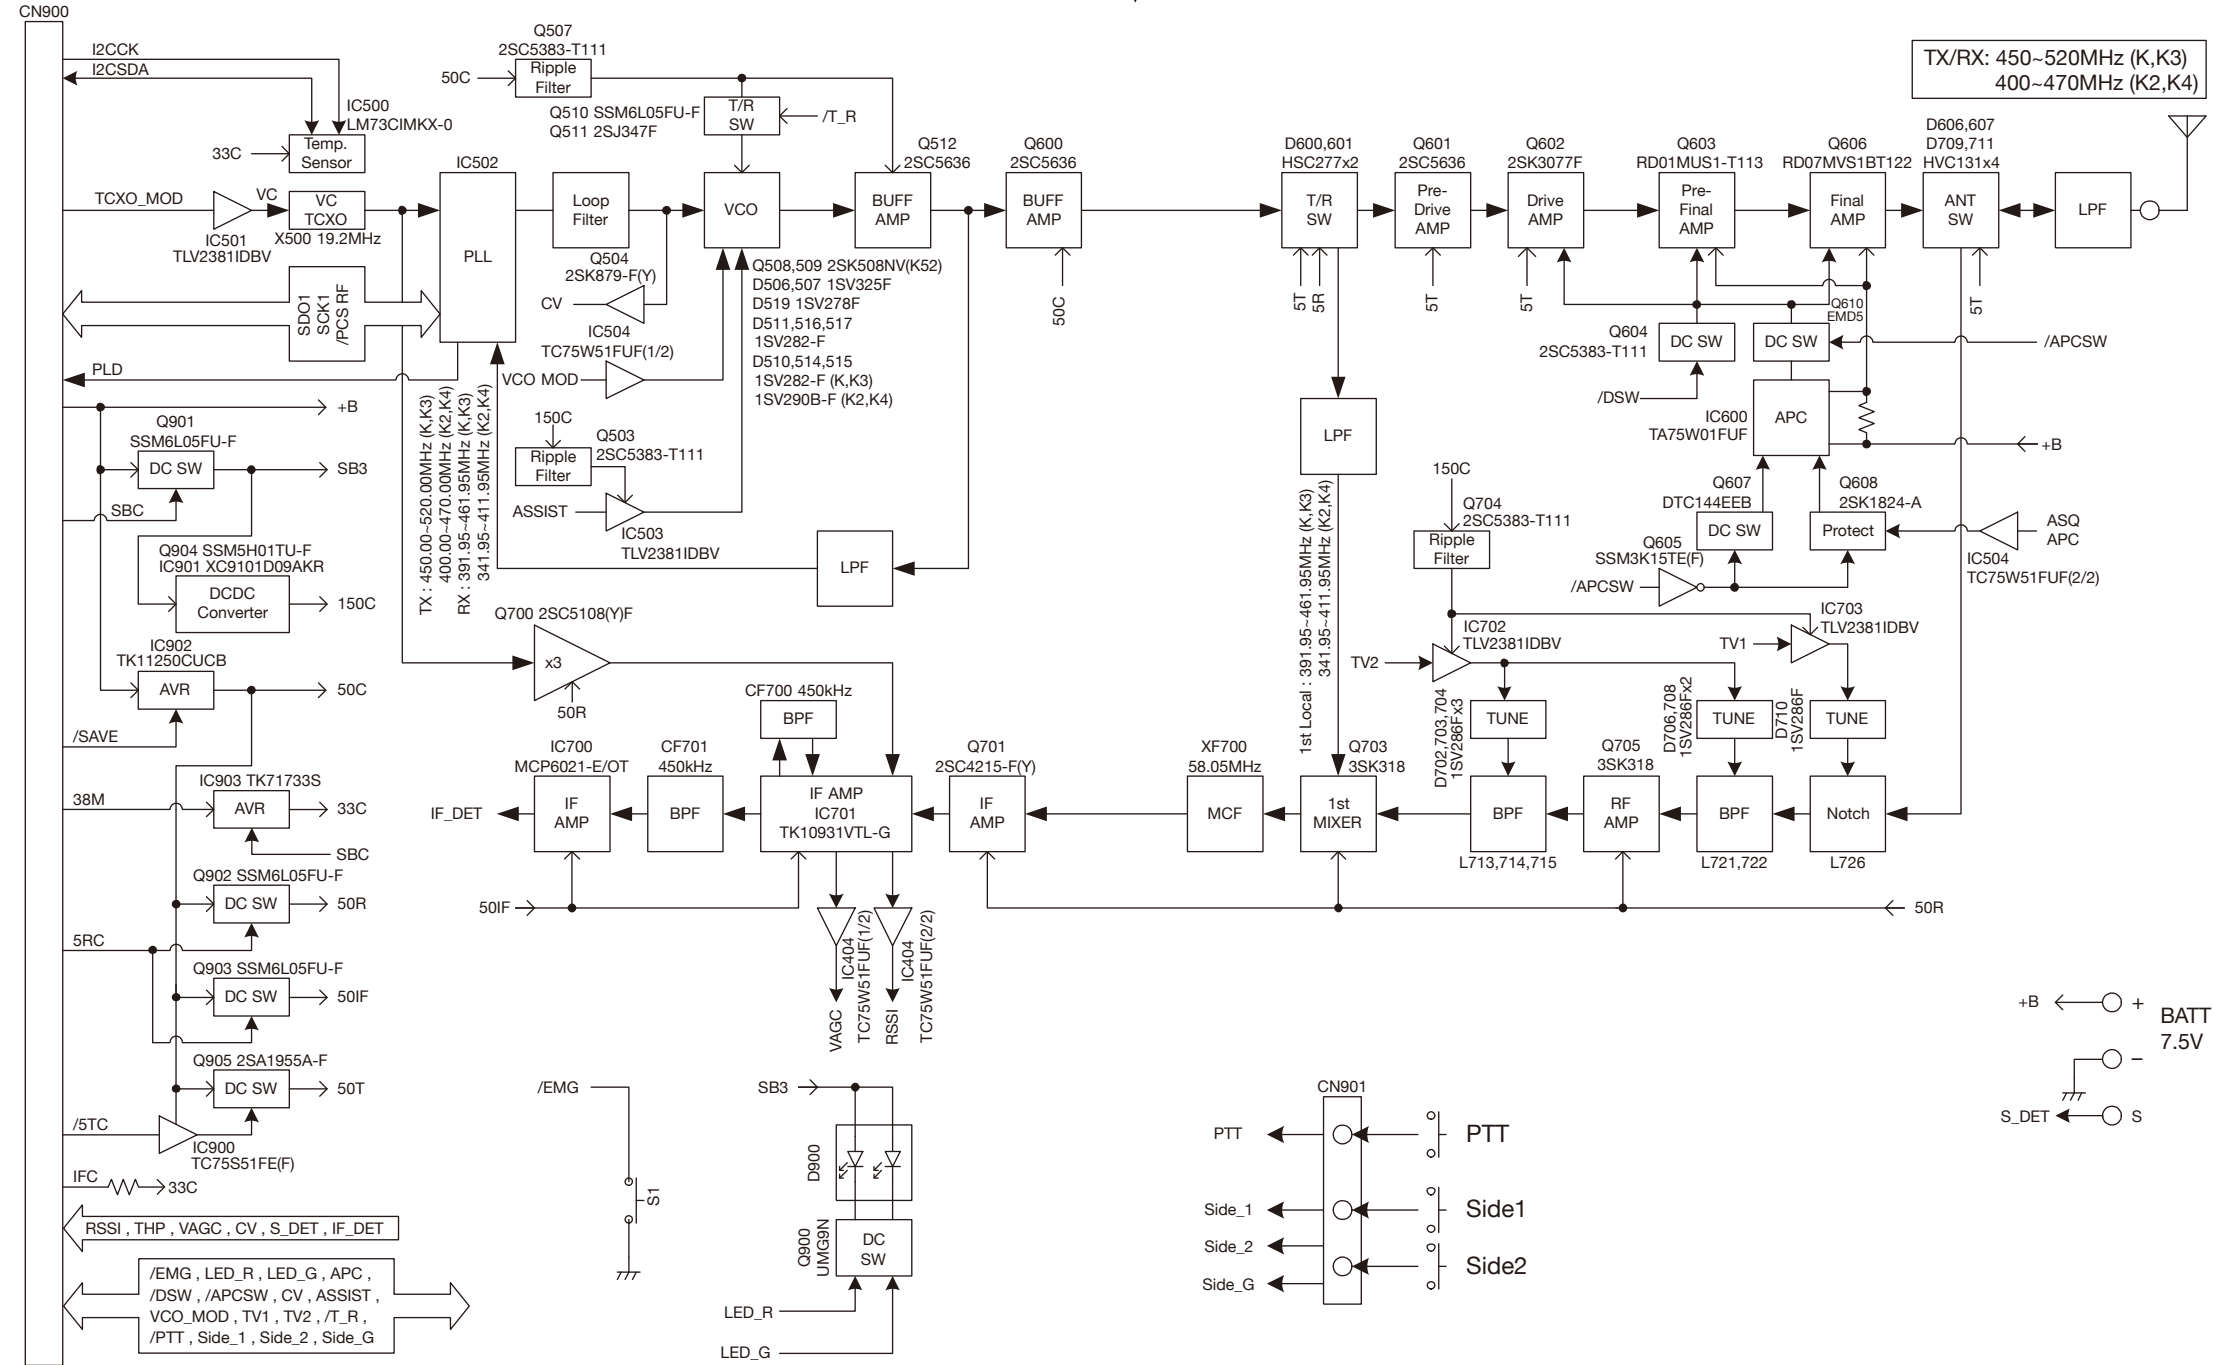 CN900
I2CCK
I2CSDA
IC500
LM73CIMKX-0
33C
Temp.
Sensor
TCXO_MOD
VC
VC
TCXO
IC501
TLV2381IDBV
X500 19.2MHz
SDO1
SCK1
/PCS RF
PLD
+B
Q901
SSM6L05FU-F
DC SW
SB3
SBC
Q904 SSM5H01TU-F
IC901 XC9101D09AKR
DCDC
Converter
150C
IC902
TK11250CUCB
AVR
50C
/SAVE
IC903 TK71733S
38M
AVR
33C
SBC
Q902 SSM6L05FU-F
DC SW
50R
5RC
Q903 SSM6L05FU-F
DC SW
50IF
Q905 2SA1955A-F
DC SW
50T
/5TC
IC900
TC75S51FE(F)
IFC
33C
RSSI , THP , VAGC , CV , S_DET , IF_DET
/EMG , LED_R , LED_G , APC ,
/DSW , /APCSW , CV , ASSIST ,
VCO_MOD , TV1 , TV2 , /T_R ,
/PTT , Side_1 , Side_2 , Side_G
Q507
2SC5383-T111
50C
Ripple
Filter
Q510 SSM6L05FU-F
Q511 2SJ347F
T/R
SW
/T_R
IC502
PLL
Loop
Filter
VCO
Q512
2SC5636
BUFF
AMP
Q600
2SC5636
BUFF
AMP
50C
Q504
2SK879-F(Y)
CV
IC504
TC75W51FUF(1/2)
VCO MOD
Q508,509 2SK508NV(K52)
D506,507 1SV325F
D519 1SV278F
D511,516,517
1SV282-F
D510,514,515
1SV282-F (K,K3)
1SV290B-F (K2,K4)
150C
Q503
2SC5383-T111
Ripple
Filter
ASSIST
IC503
TLV2381IDBV
LPF
TX : 450.00~520.00MHz (K,K3)
400.00~470.00MHz (K2,K4)
RX : 391.95~461.95MHz (K,K3)
341.95~411.95MHz (K2,K4)
Q700 2SC5108(Y)F
x3
50R
TX/RX: 450~520MHz (K,K3)
400~470MHz (K2,K4)
D600,601
HSC277x2
T/R
SW
5T
5R
Q601
2SC5636
Pre-
Drive
AMP
5T
Q602
2SK3077F
Drive
AMP
5T
Q603
RD01MUS1-T113
Pre-
Final
AMP
Q606
RD07MVS1BT122
Final
AMP
D606,607
D709,711
HVC131x4
ANT
SW
5T
LPF
Q604
2SC5383-T111
DC SW
/DSW
Q610
EMD5
DC SW
/APCSW
IC600
TA75W01FUF
APC
+B
Q607
DTC144EEB
DC SW
Q608
2SK1824-A
Protect
ASQ
APC
IC504
TC75W51FUF(2/2)
Q605
SSM3K15TE(F)
/APCSW
LPF
1st Local : 391.95~461.95MHz (K,K3)
341.95~411.95MHz (K2,K4)
150C
Q704
2SC5383-T111
Ripple
Filter
IC702
TLV2381IDBV
TV2
IC703
TLV2381IDBV
TV1
D702,703,704
1SV286Fx3
TUNE
D706,708
1SV286Fx2
TUNE
D710
1SV286F
TUNE
IF_DET
IC700
MCP6021-E/OT
IF
AMP
CF701
450kHz
BPF
CF700 450kHz
BPF
IF AMP
IC701
TK10931VTL-G
Q701
2SC4215-F(Y)
IF
AMP
XF700
58.05MHz
MCF
Q703
3SK318
1st
MIXER
BPF
L713,714,715
Q705
3SK318
RF
AMP
BPF
L721,722
Notch
L726
50IF
50R
IC404
TC75W51FUF(1/2)
VAGC
IC404
TC75W51FUF(2/2)
RSSI
/EMG
S1
SB3
D900
Q900
UMG9N
DC
SW
LED_R
LED_G
CN901
PTT
PTT
Side_1
Side1
Side_2
Side2
Side_G
+B
+
BATT
7.5V
−
S_DET
S